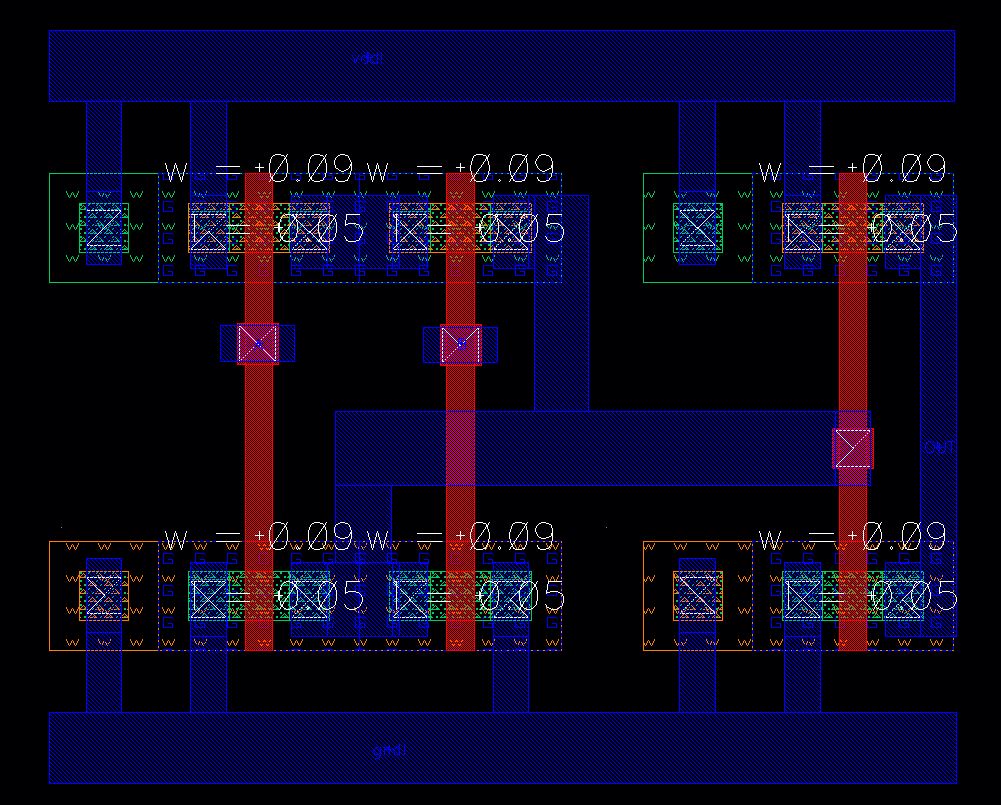 vdd!
w = +0.09 w = +0.09 w = +0.09
= +0.05 = +0.05 = +0.05
OUT
w = +0.09 w = +0.09 w = +0.09
= +0.05 = +0.05 = +0.05
gnd!